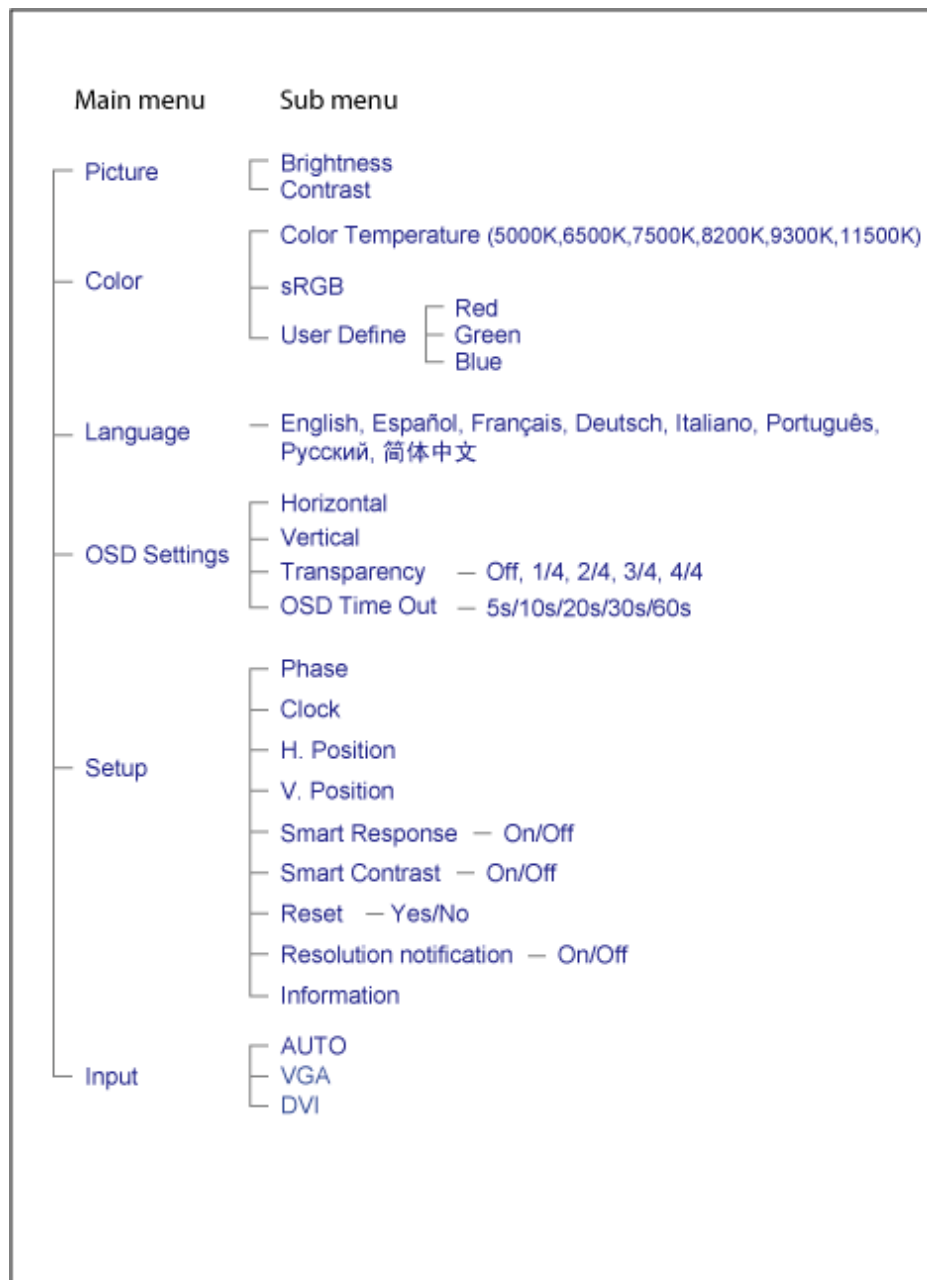 Main menu Sub menu
Picture Brightness
Contrast
Color Temperature (5000K,6500K,7500K,8200K,9300K,11500K)
Color sRGB
Red
User Define Green
Blue
Language English, Español, Français, Deutsch, Italiano, Português,
Русский, 简体中文
Horizontal
Vertical
OSD Settings
Transparency — Off, 1/4, 2/4, 3/4, 4/4
OSD Time Out — 5s/10s/20s/30s/60s
Phase
Clock
H. Position
Setup
V. Position
Smart Response — On/Off
Smart Contrast — On/Off
Reset — Yes/No
Resolution notification — On/Off
Information
AUTO
Input VGA
DVI